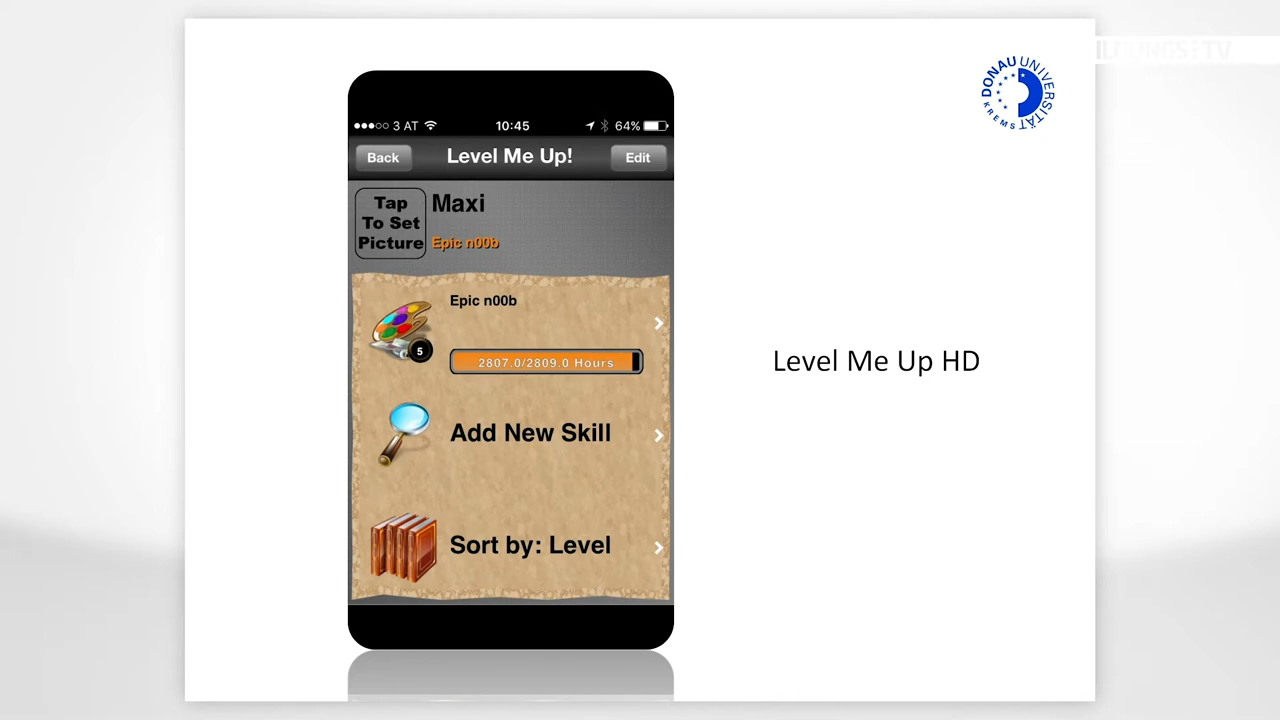 ILDUNGS:TV
DONAU UNIVERSITÄT
KREMS
3 AT 10:45 64%
Back Level Me Up! Edit
Tap
To Set
Picture
Maxi
Epic n00b
Epic n00b
5
2807.0/2809.0 Hours
Add New Skill
Sort by: Level
Level Me Up HD